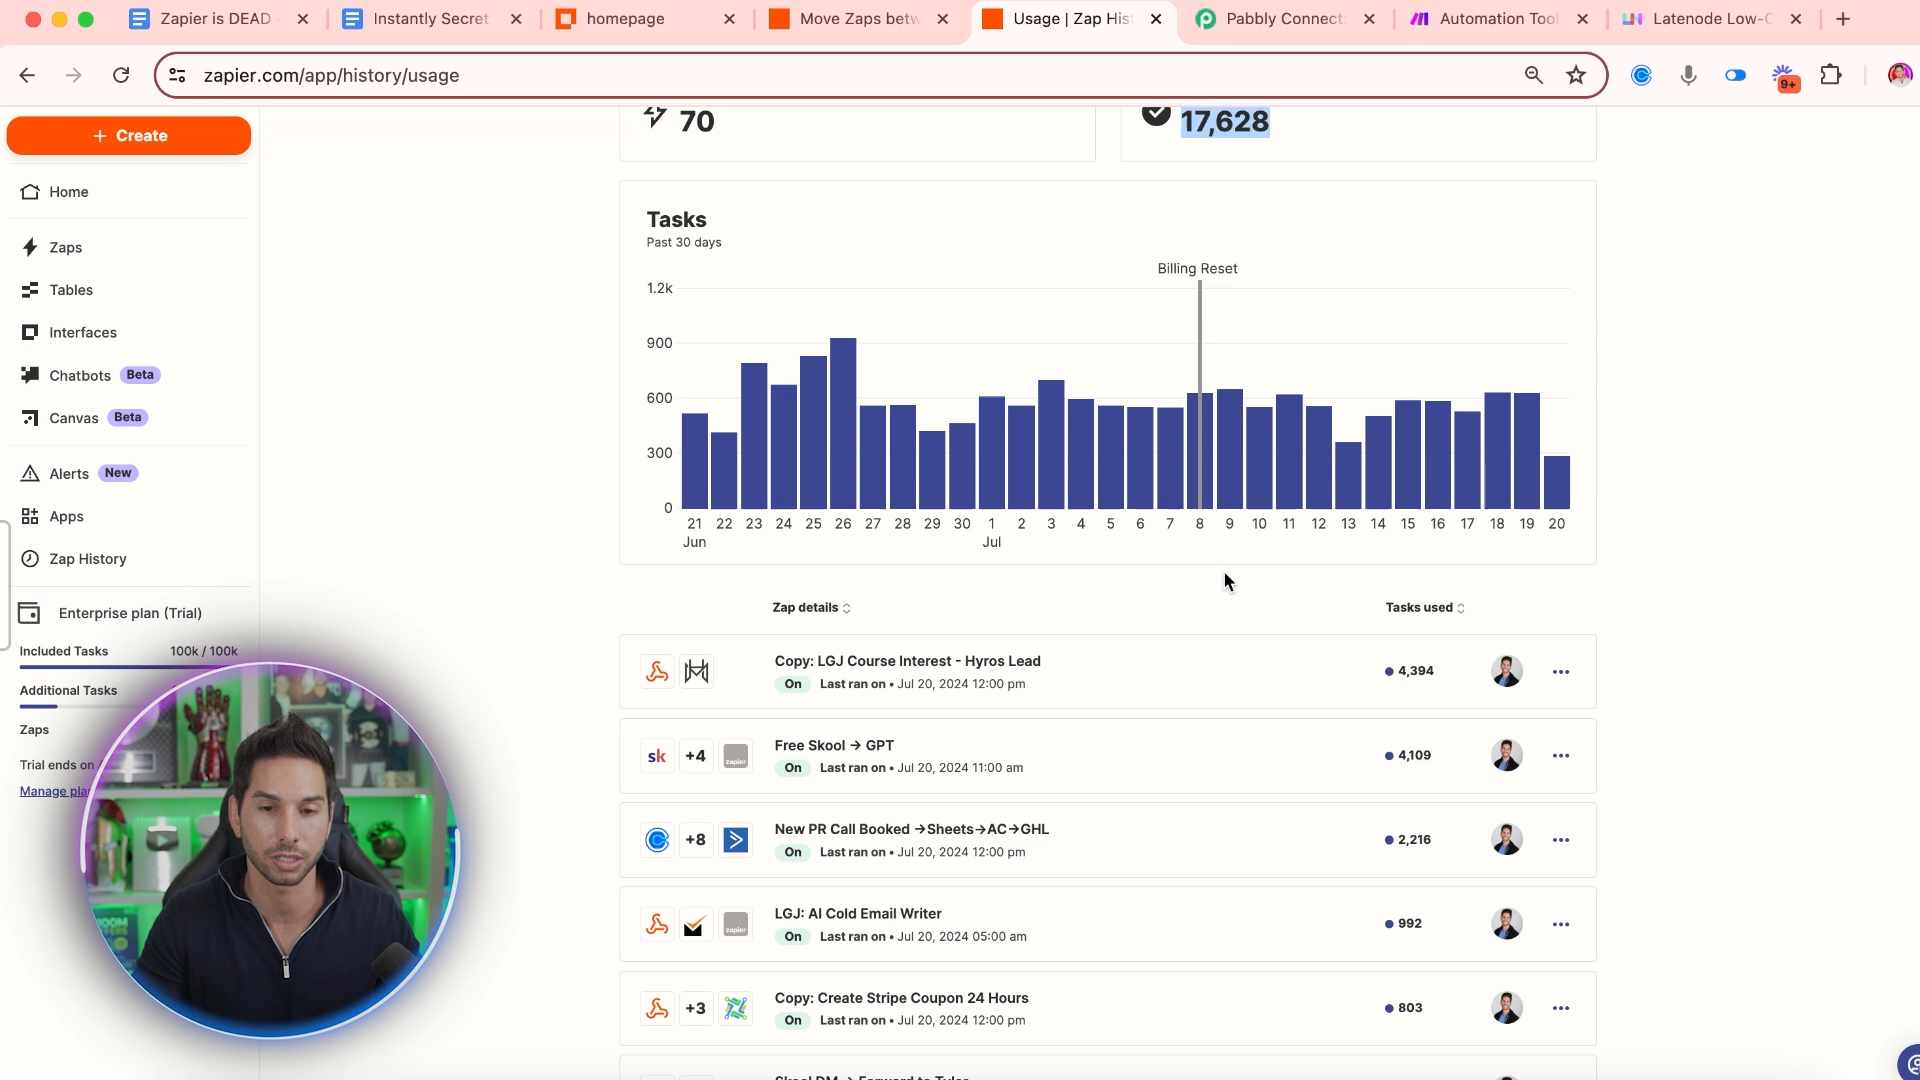 Zapier is DEAD
Instantly Secret
homepage
Move Zaps betw
Usage | Zap His
Pabbly Connect
Automation Tool
Latenode Low-C
zapier.com/app/history/usage
9+
+ Create
Home
Zaps
Tables
Interfaces
Chatbots Beta
Canvas Beta
Alerts New
Apps
Zap History
Enterprise plan (Trial)
Included Tasks 100k / 100k
Additional Tasks
Zaps
Trial ends on
Manage pla
70
17,628
Tasks
Past 30 days
Billing Reset
1.2k
900
600
300
0
21 22 23 24 25 26 27 28 29 30 1 2 3 4 5 6 7 8 9 10 11 12 13 14 15 16 17 18 19 20
Jun Jul
Zap details Tasks used
Copy: LGJ Course Interest - Hyros Lead
On Last ran on • Jul 20, 2024 12:00 pm
4,394
sk +4 zapier
Free Skool → GPT
On Last ran on • Jul 20, 2024 11:00 am
4,109
+8
New PR Call Booked →Sheets→AC→GHL
On Last ran on • Jul 20, 2024 12:00 pm
2,216
zapier
LGJ: AI Cold Email Writer
On Last ran on • Jul 20, 2024 05:00 am
992
+3
Copy: Create Stripe Coupon 24 Hours
On Last ran on • Jul 20, 2024 12:00 pm
803